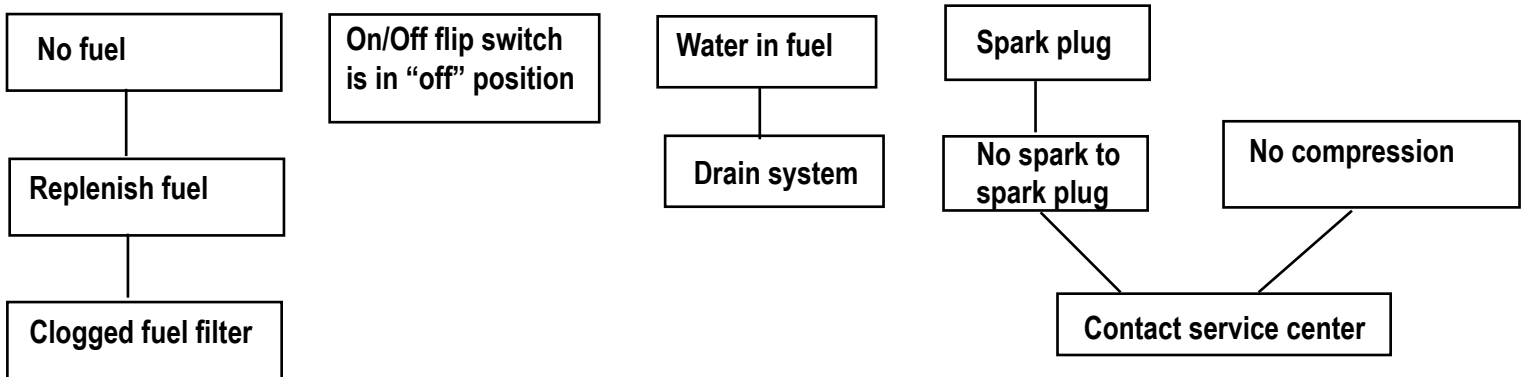 No fuel
On/Off flip switch
is in “off” position
Water in fuel
Spark plug
Replenish fuel
Drain system
No spark to
spark plug
No compression
Clogged fuel filter
Contact service center